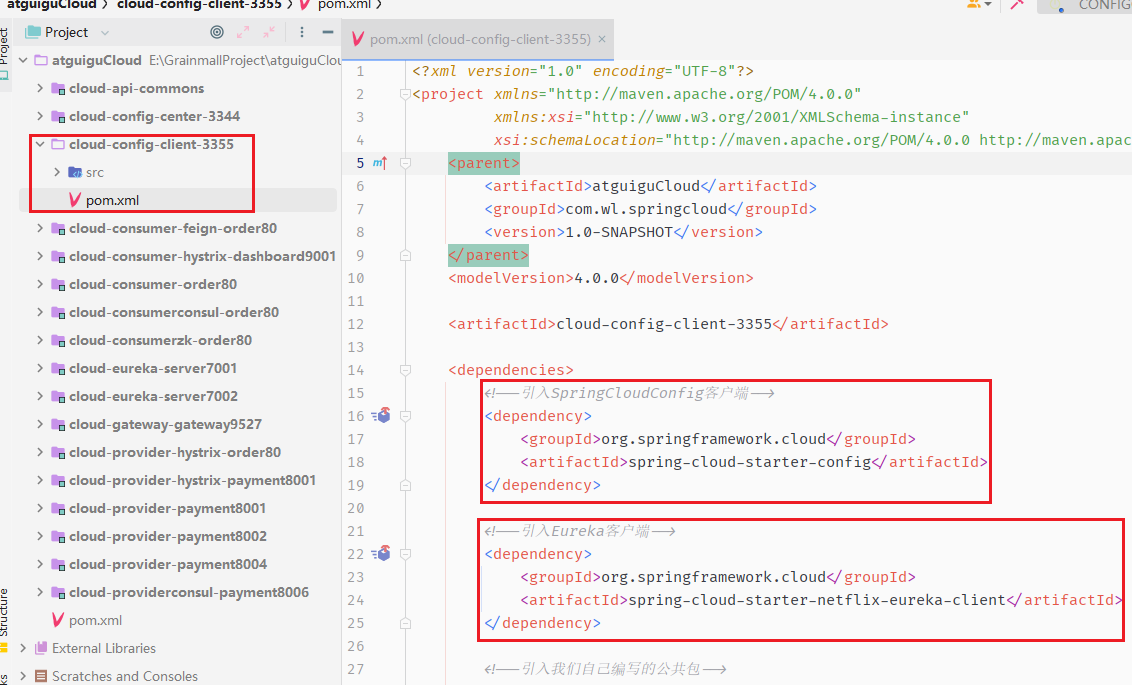 atguiguCloud › cloud-config-client-3355 › pom.xml ›
CONFIG
Project
Project
pom.xml (cloud-config-client-3355) ×
atguiguCloud E:\GrainmallProject\atguiguClou
cloud-api-commons
cloud-config-center-3344
cloud-config-client-3355
src
pom.xml
cloud-consumer-feign-order80
cloud-consumer-hystrix-dashboard9001
cloud-consumer-order80
cloud-consumerconsul-order80
cloud-consumerzk-order80
cloud-eureka-server7001
cloud-eureka-server7002
cloud-gateway-gateway9527
cloud-provider-hystrix-order80
cloud-provider-hystrix-payment8001
cloud-provider-payment8001
cloud-provider-payment8002
cloud-provider-payment8004
cloud-providerconsul-payment8006
pom.xml
External Libraries
Scratches and Consoles
Structure
1 <?xml version="1.0" encoding="UTF-8"?>
2 <project xmlns="http://maven.apache.org/POM/4.0.0"
3 xmlns:xsi="http://www.w3.org/2001/XMLSchema-instance"
4 xsi:schemaLocation="http://maven.apache.org/POM/4.0.0 http://maven.apac
5 <parent>
6 <artifactId>atguiguCloud</artifactId>
7 <groupId>com.wl.springcloud</groupId>
8 <version>1.0-SNAPSHOT</version>
9 </parent>
10 <modelVersion>4.0.0</modelVersion>
11
12 <artifactId>cloud-config-client-3355</artifactId>
13
14 <dependencies>
15 <!--引入SpringCloudConfig客户端-->
16 <dependency>
17 <groupId>org.springframework.cloud</groupId>
18 <artifactId>spring-cloud-starter-config</artifactId>
19 </dependency>
20
21 <!--引入Eureka客户端-->
22 <dependency>
23 <groupId>org.springframework.cloud</groupId>
24 <artifactId>spring-cloud-starter-netflix-eureka-client</artifactId>
25 </dependency>
26
27 <!--引入我们自己编写的公共包-->